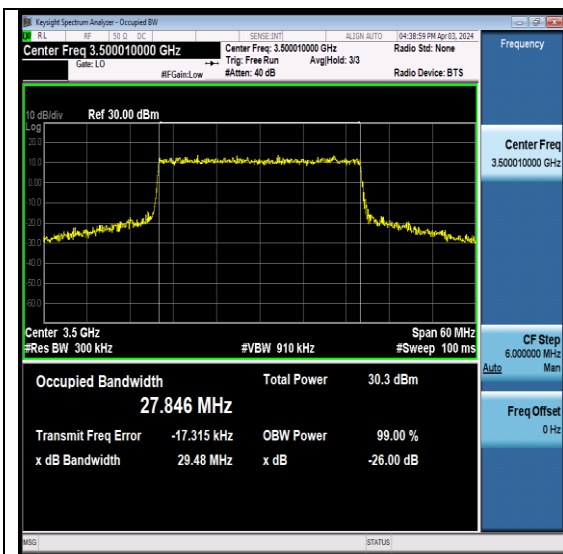 Keysight Spectrum Analyzer - Occupied BW
RL RF 50 Ω DC SENSE:INT ALIGN AUTO 04:38:59 PM Apr 03, 2024
Center Freq 3.500010000 GHz
Center Freq: 3.500010000 GHz
Radio Std: None
Frequency
Gate: LO
Trig: Free Run Avg|Hold: 3/3
#IFGain:Low #Atten: 40 dB Radio Device: BTS
10 dB/div Ref 30.00 dBm
Log
20.0
10.0
0.00
-10.0
-20.0
-30.0
-40.0
-50.0
-60.0
Center Freq
3.500010000 GHz
Center 3.5 GHz Span 60 MHz
#Res BW 300 kHz #VBW 910 kHz #Sweep 100 ms
CF Step
6.000000 MHz
Auto Man
Occupied Bandwidth Total Power 30.3 dBm
27.846 MHz
Transmit Freq Error -17.315 kHz OBW Power 99.00 %
x dB Bandwidth 29.48 MHz x dB -26.00 dB
Freq Offset
0 Hz
MSG STATUS